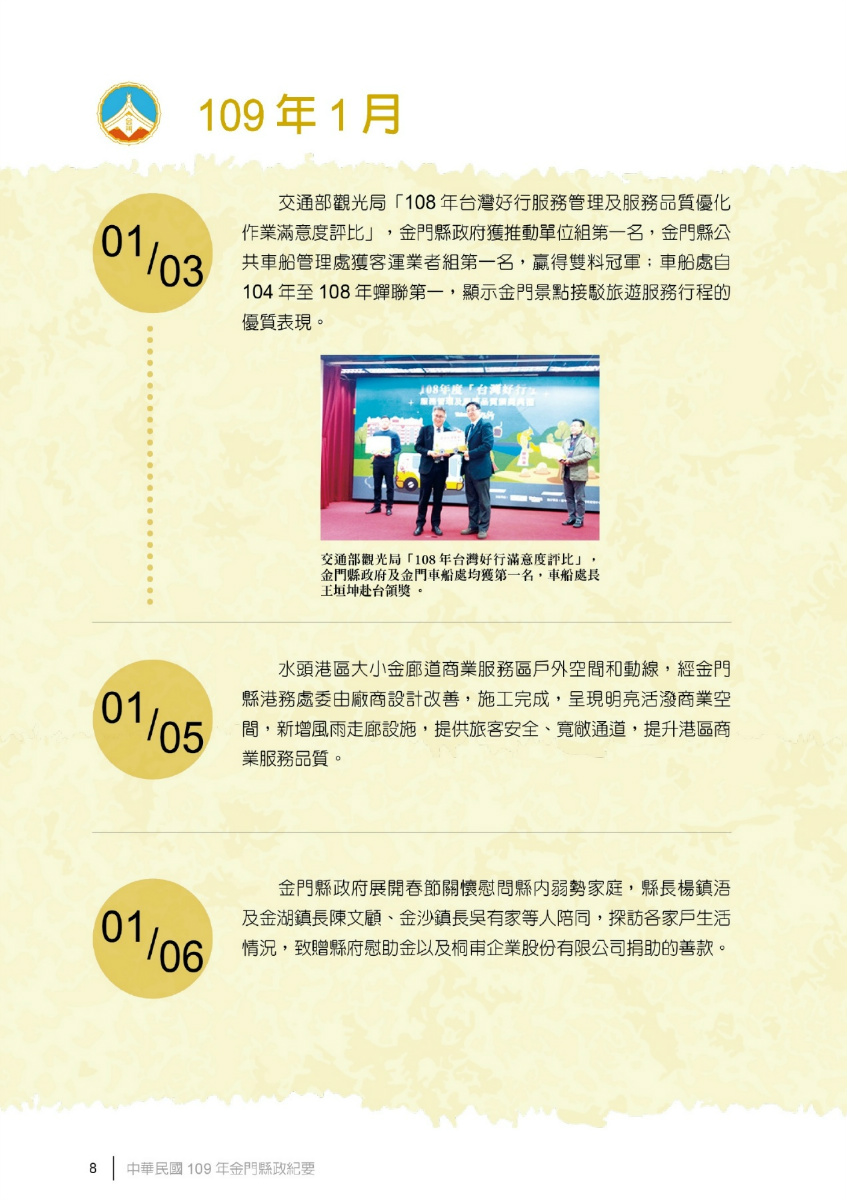 109 年 1 月
01/03
交通部觀光局「108 年台灣好行服務管理及服務品質優化
作業滿意度評比」，金門縣政府獲推動單位組第一名，金門縣公
共車船管理處獲客運業者組第一名，贏得雙料冠軍；車船處自
104 年至 108 年蟬聯第一，顯示金門景點接駁旅遊服務行程的
優質表現。
108年度「台灣好行
交通部觀光局「108 年台灣好行滿意度評比」，
金門縣政府及金門車船處均獲第一名，車船處長
王垣坤赴台領獎 。
01/05
水頭港區大小金廊道商業服務區戶外空間和動線，經金門
縣港務處委由廠商設計改善，施工完成，呈現明亮活潑商業空
間，新增風雨走廊設施，提供旅客安全、寬敞通道，提升港區商
業服務品質。
01/06
金門縣政府展開春節關懷慰問縣內弱勢家庭，縣長楊鎮浯
及金湖鎮長陳文顧、金沙鎮長吳有家等人陪同，探訪各家戶生活
情況，致贈縣府慰助金以及桐甫企業股份有限公司捐助的善款。
8 中華民國 109 年金門縣政紀要